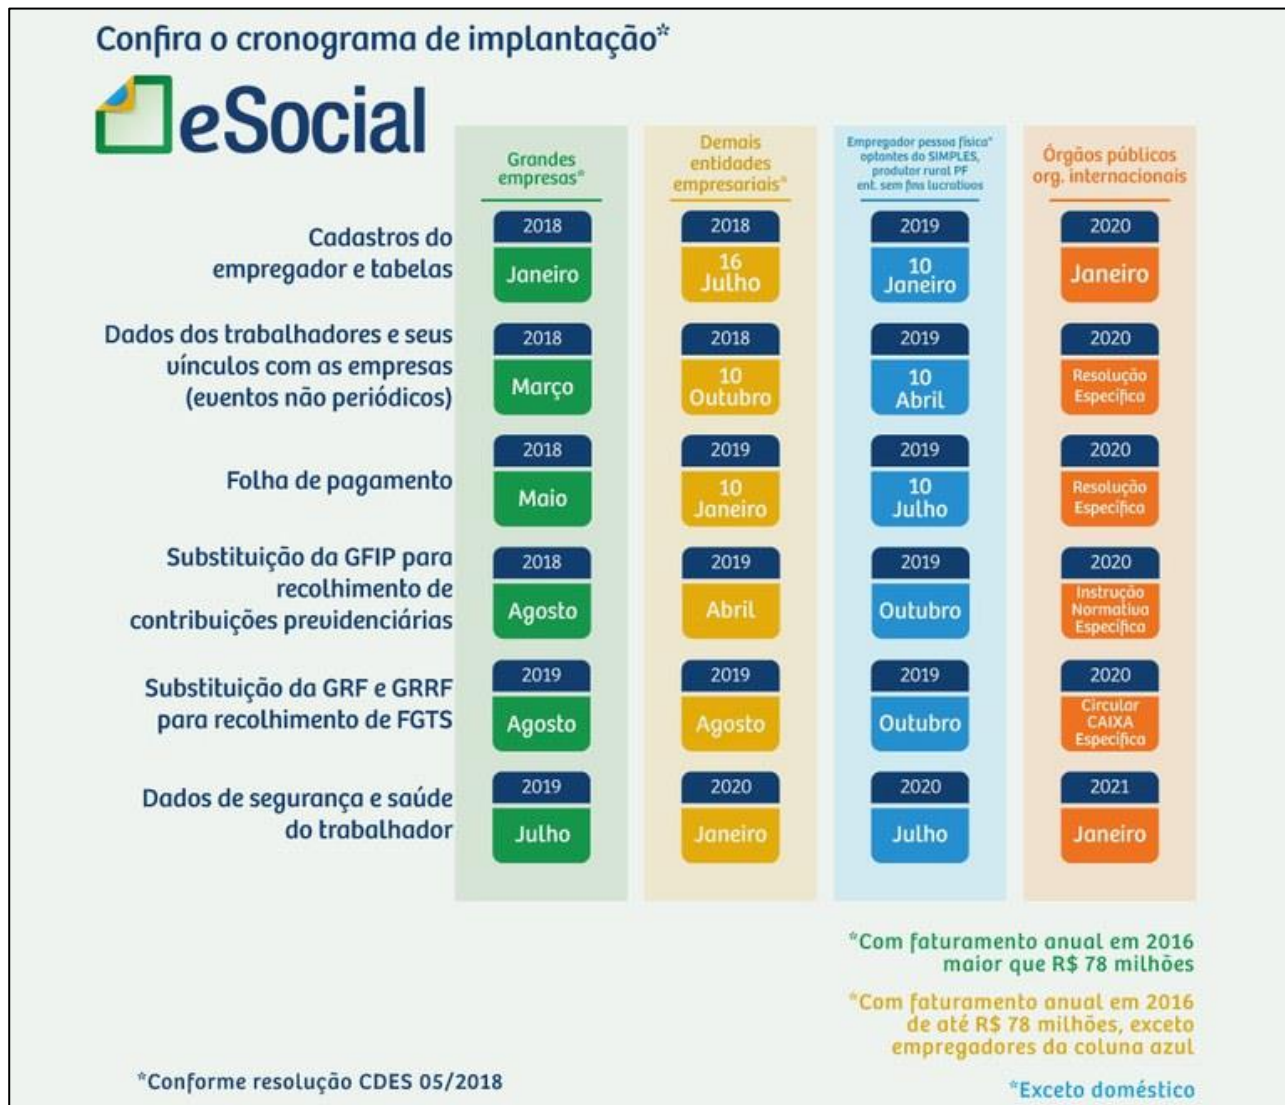 Confira o cronograma de implantação*
eSocial
Grandes
empresas*
Demais
entidades
empresariais*
Empregador pessoa física*
optantes do SIMPLES,
produtor rural PF
ent. sem fins lucrativos
Órgãos públicos
org. internacionais
Cadastros do
empregador e tabelas
2018
Janeiro
2018
16
Julho
2019
10
Janeiro
2020
Janeiro
Dados dos trabalhadores e seus
vínculos com as empresas
(eventos não periódicos)
2018
Março
2018
10
Outubro
2019
10
Abril
2020
Resolução
Específica
Folha de pagamento
2018
Maio
2019
10
Janeiro
2019
10
Julho
2020
Resolução
Específica
Substituição da GFIP para
recolhimento de
contribuições previdenciárias
2018
Agosto
2019
Abril
2019
Outubro
2020
Instrução
Normativa
Específica
Substituição da GRF e GRRF
para recolhimento de FGTS
2019
Agosto
2019
Agosto
2019
Outubro
2020
Circular
CAIXA
Específica
Dados de segurança e saúde
do trabalhador
2019
Julho
2020
Janeiro
2020
Julho
2021
Janeiro
*Com faturamento anual em 2016
maior que R$ 78 milhões
*Com faturamento anual em 2016
de até R$ 78 milhões, exceto
empregadores da coluna azul
*Conforme resolução CDES 05/2018
*Exceto doméstico